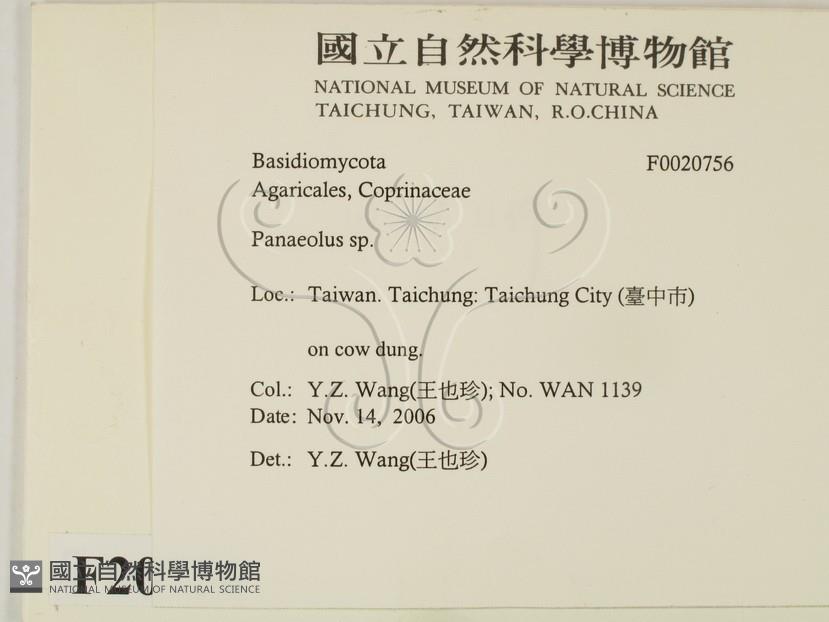 國立自然科學博物館
NATIONAL MUSEUM OF NATURAL SCIENCE
TAICHUNG, TAIWAN, R.O.CHINA
Basidiomycota F0020756
Agaricales, Coprinaceae
Panaeolus sp.
Loc.: Taiwan. Taichung: Taichung City (臺中市)
on cow dung.
Col.: Y.Z. Wang(王也珍); No. WAN 1139
Date: Nov. 14, 2006
Det.: Y.Z. Wang(王也珍)
F20
國立自然科學博物館
NATIONAL MUSEUM OF NATURAL SCIENCE